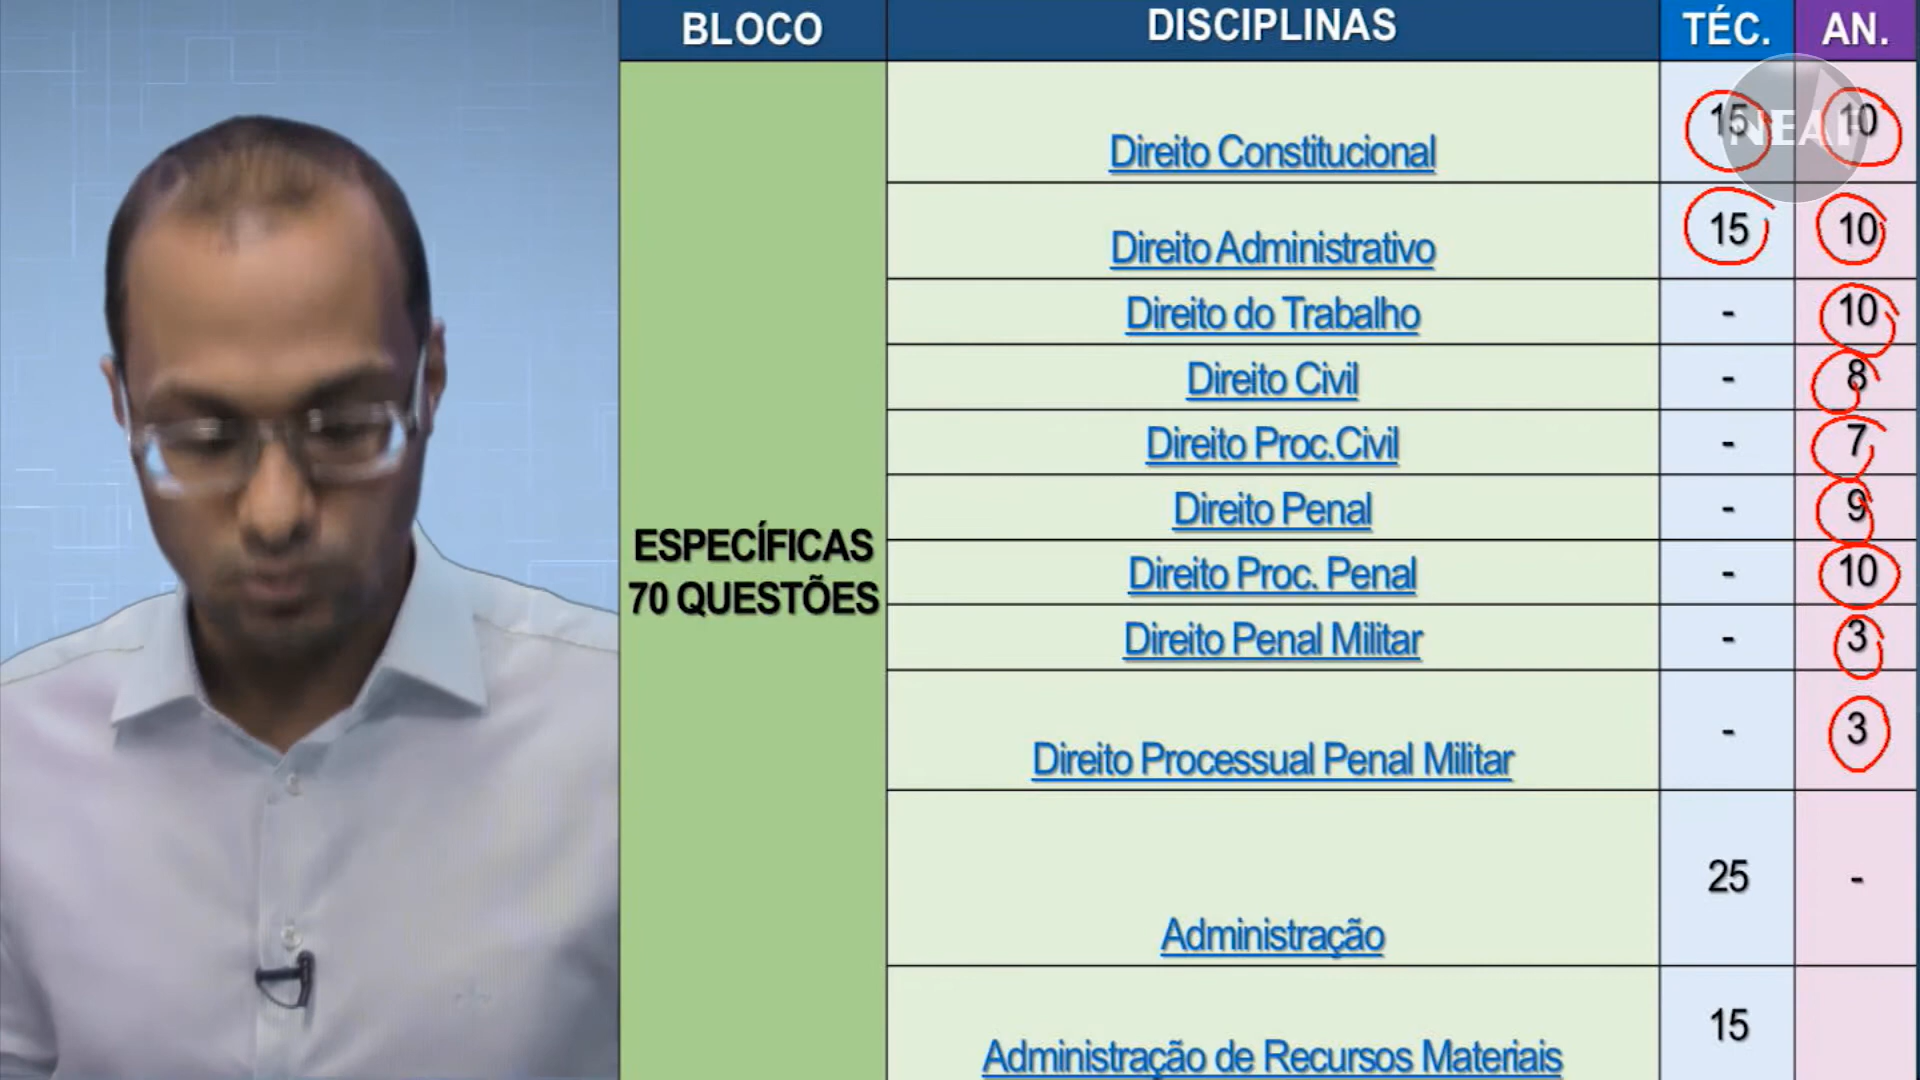 BLOCO DISCIPLINAS TÉC. AN.
Direito Constitucional 15 10
NEAF
Direito Administrativo 15 10
Direito do Trabalho - 10
Direito Civil - 8
Direito Proc.Civil - 7
Direito Penal - 9
ESPECÍFICAS
70 QUESTÕES
Direito Proc. Penal - 10
Direito Penal Militar - 3
Direito Processual Penal Militar - 3
Administração 25 -
Administração de Recursos Materiais 15